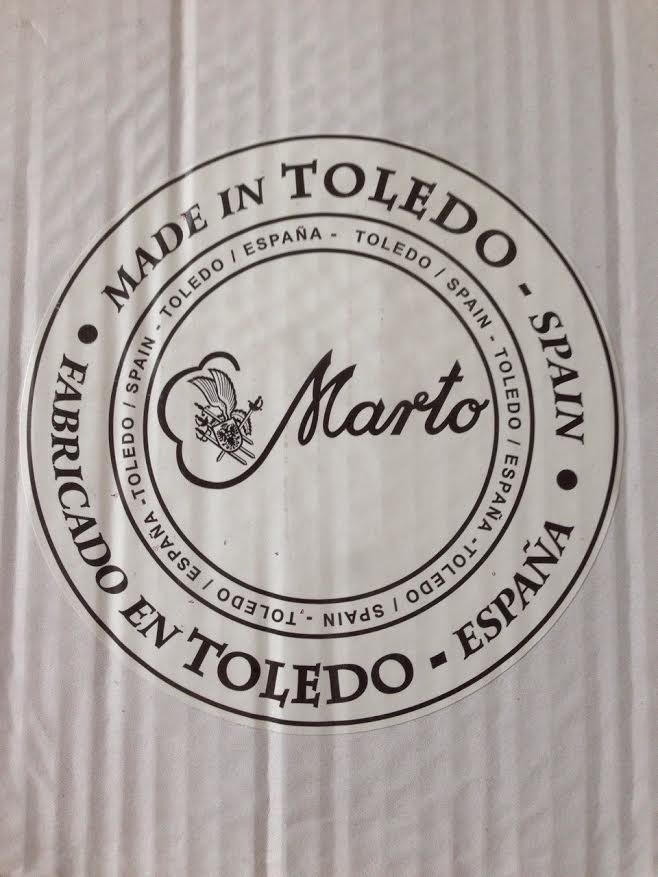 MADE IN TOLEDO - SPAIN
• FABRICADO EN TOLEDO - ESPAÑA •
TOLEDO / SPAIN - TOLEDO / ESPAÑA - TOLEDO / SPAIN - TOLEDO / ESPAÑA - TOLEDO / SPAIN - TOLEDO / ESPAÑA -
Marto